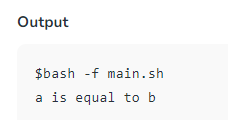 Output
$bash -f main.sh
a is equal to b